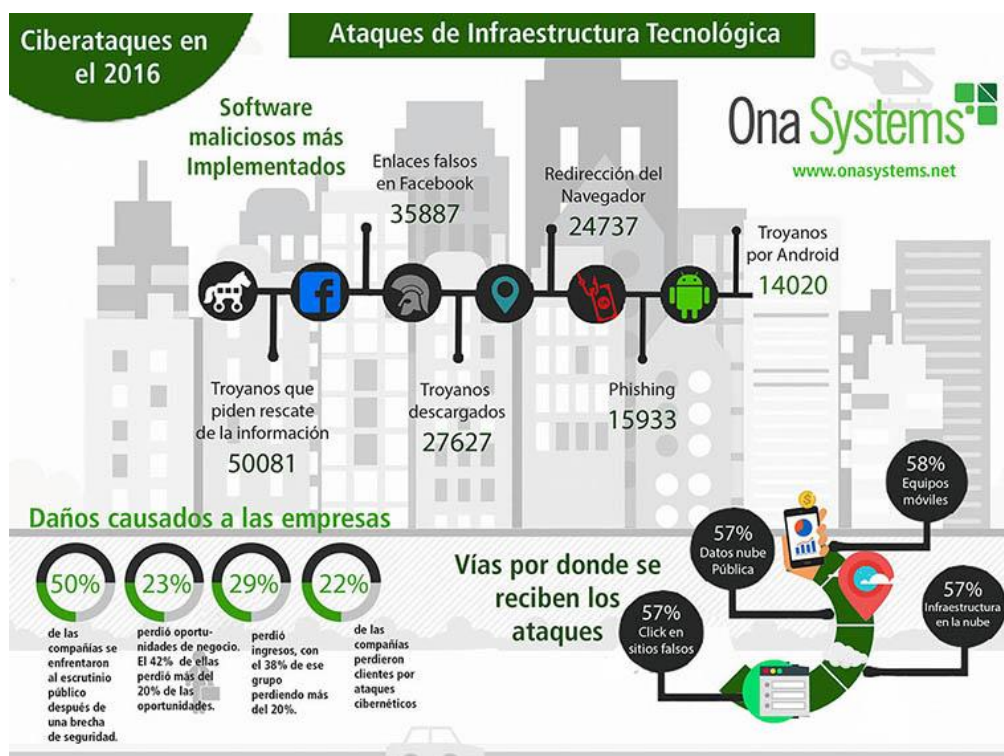 Ciberataques en
el 2016
Ataques de Infraestructura Tecnológica
Ona Systems
www.onasystems.net
Software
maliciosos más
Implementados
Enlaces falsos
en Facebook
35887
Redirección del
Navegador
24737
Troyanos
por Android
14020
Troyanos que
piden rescate
de la información
50081
Troyanos
descargados
27627
Phishing
15933
Daños causados a las empresas
50%
de las
compañías se
enfrentaron
al escrutinio
público
después de
una brecha
de seguridad.
23%
perdió oportu-
nidades de negocio.
El 42% de ellas
perdió más del
20% de las
oportunidades.
29%
perdió
ingresos, con
el 38% de ese
grupo
perdiendo más
del 20%.
22%
de las
compañías
perdieron
clientes por
ataques
cibernéticos
Vías por donde se
reciben los
ataques
58%
Equipos
móviles
57%
Datos nube
Pública
57%
Infraestructura
en la nube
57%
Click en
sitios falsos